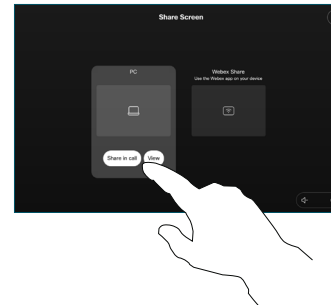 Share Screen
PC
Webex Share
Use the Webex app on your device
Share in call
View